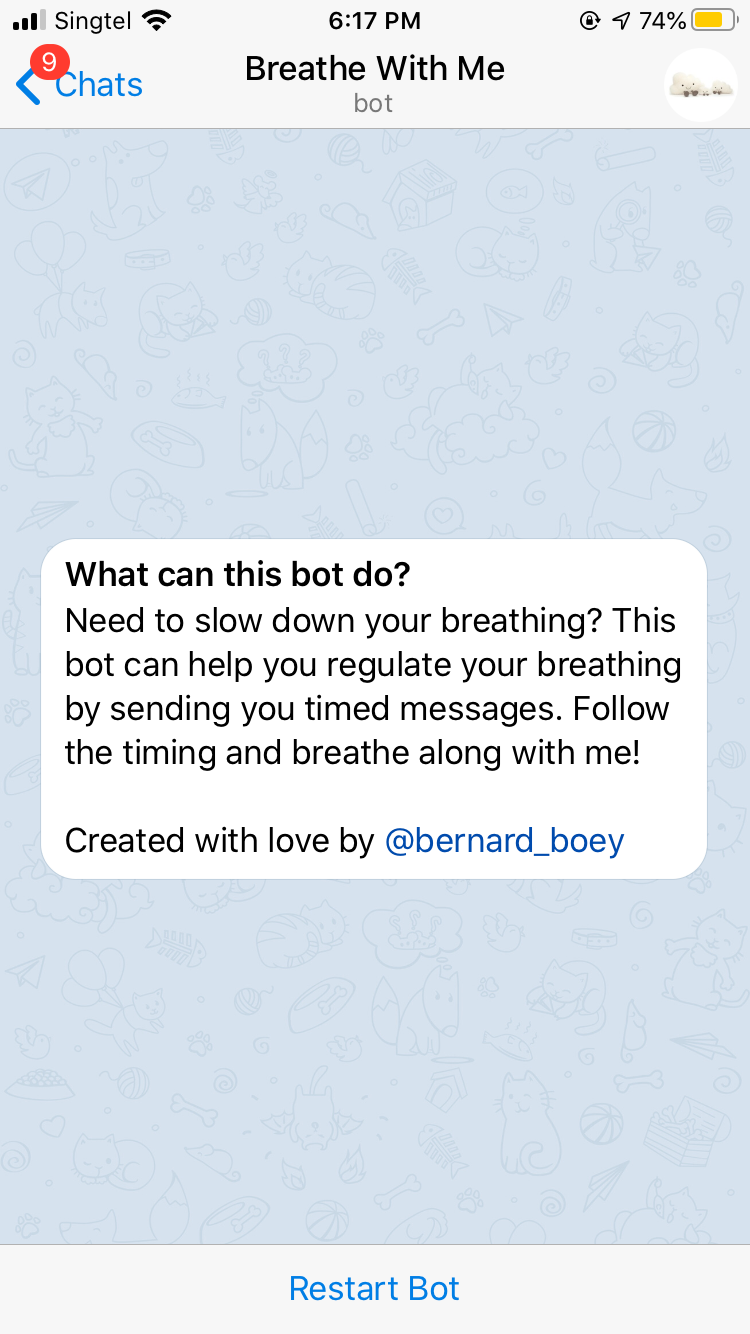 Singtel 6:17 PM 74%
9
Chats
Breathe With Me
bot
What can this bot do?
Need to slow down your breathing? This
bot can help you regulate your breathing
by sending you timed messages. Follow
the timing and breathe along with me!
Created with love by @bernard_boey
Restart Bot